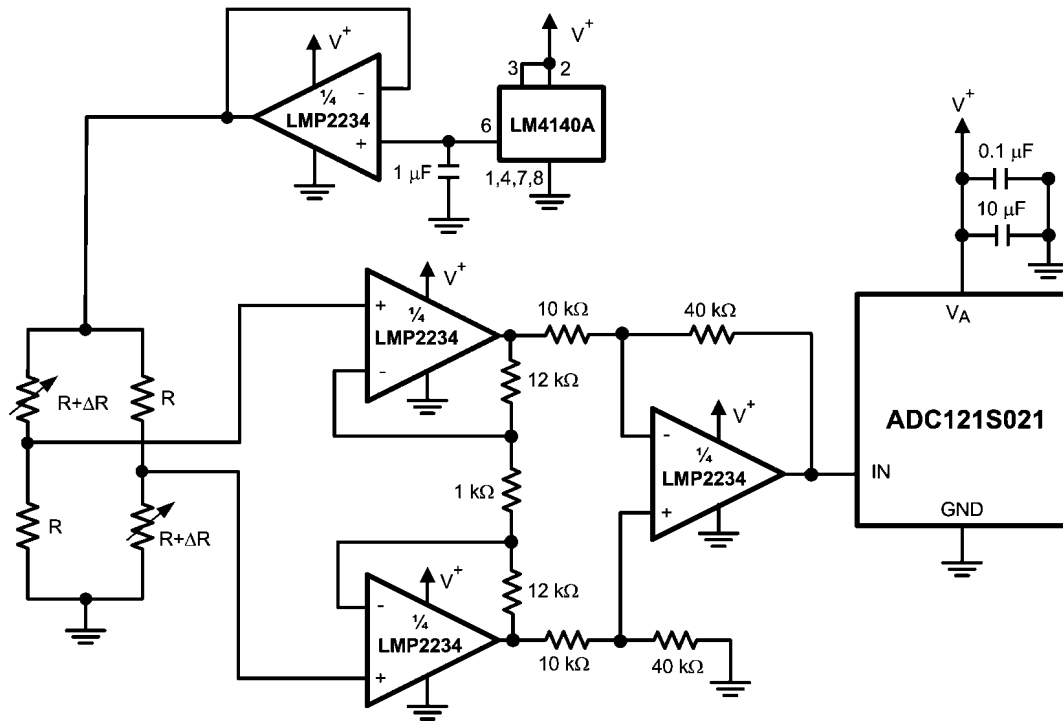 V+
V+
3
2
-
¼
LMP2234
+
6
LM4140A
1 µF
1,4,7,8
V+
0.1 µF
10 µF
V+
+
¼
LMP2234
-
10 kΩ
40 kΩ
VA
12 kΩ
R+ΔR
R
V+
ADC121S021
-
¼
LMP2234
+
IN
1 kΩ
R
R+ΔR
GND
V+
-
¼
LMP2234
+
12 kΩ
10 kΩ
40 kΩ